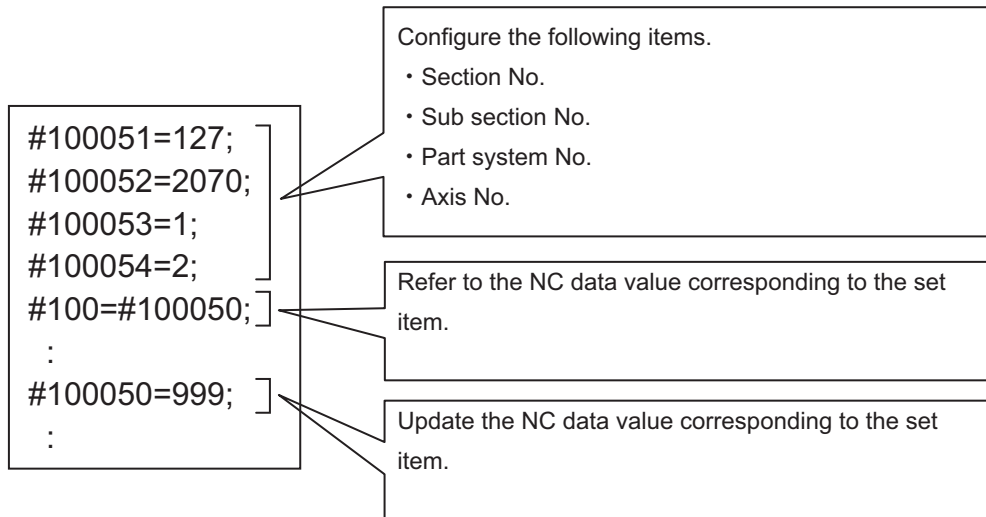 Configure the following items.
・Section No.
・Sub section No.
・Part system No.
・Axis No.
#100051=127;
#100052=2070;
#100053=1;
#100054=2;
#100=#100050;
:
#100050=999;
:
Refer to the NC data value corresponding to the set
item.
Update the NC data value corresponding to the set
item.